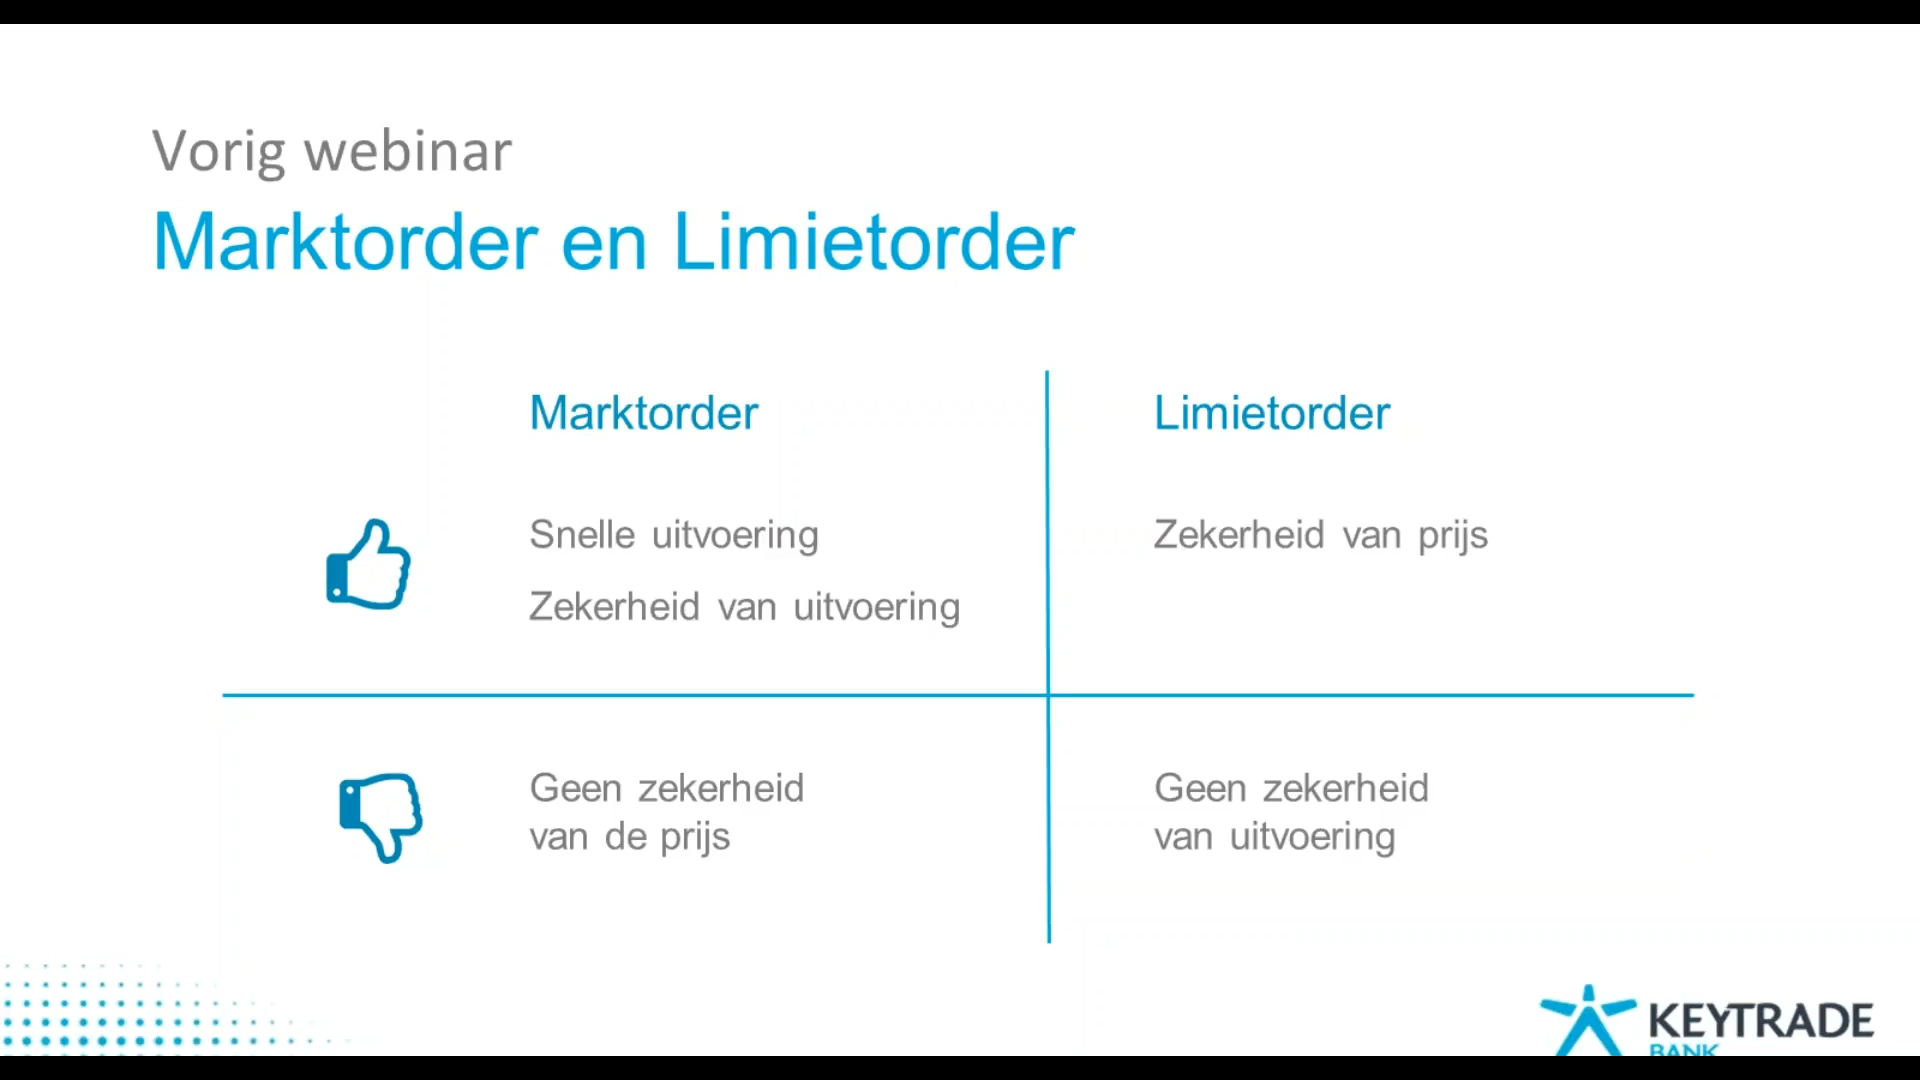 Vorig webinar
Marktorder en Limietorder
Marktorder
Limietorder
Snelle uitvoering
Zekerheid van prijs
Zekerheid van uitvoering
Geen zekerheid
van de prijs
Geen zekerheid
van uitvoering
KEYTRADE
BANK